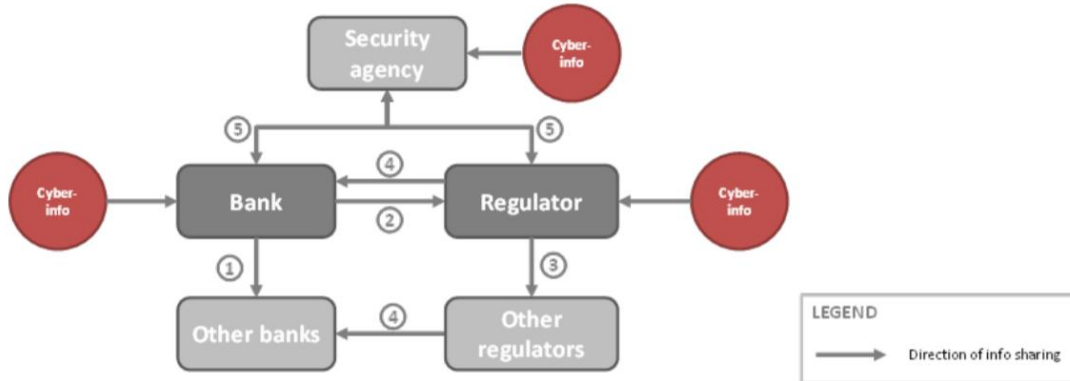 Security
agency
Cyber-
info
5
5
4
Cyber-
info
Bank
Regulator
Cyber-
info
2
1
3
Other banks
4
Other
regulators
LEGEND
Direction of info sharing